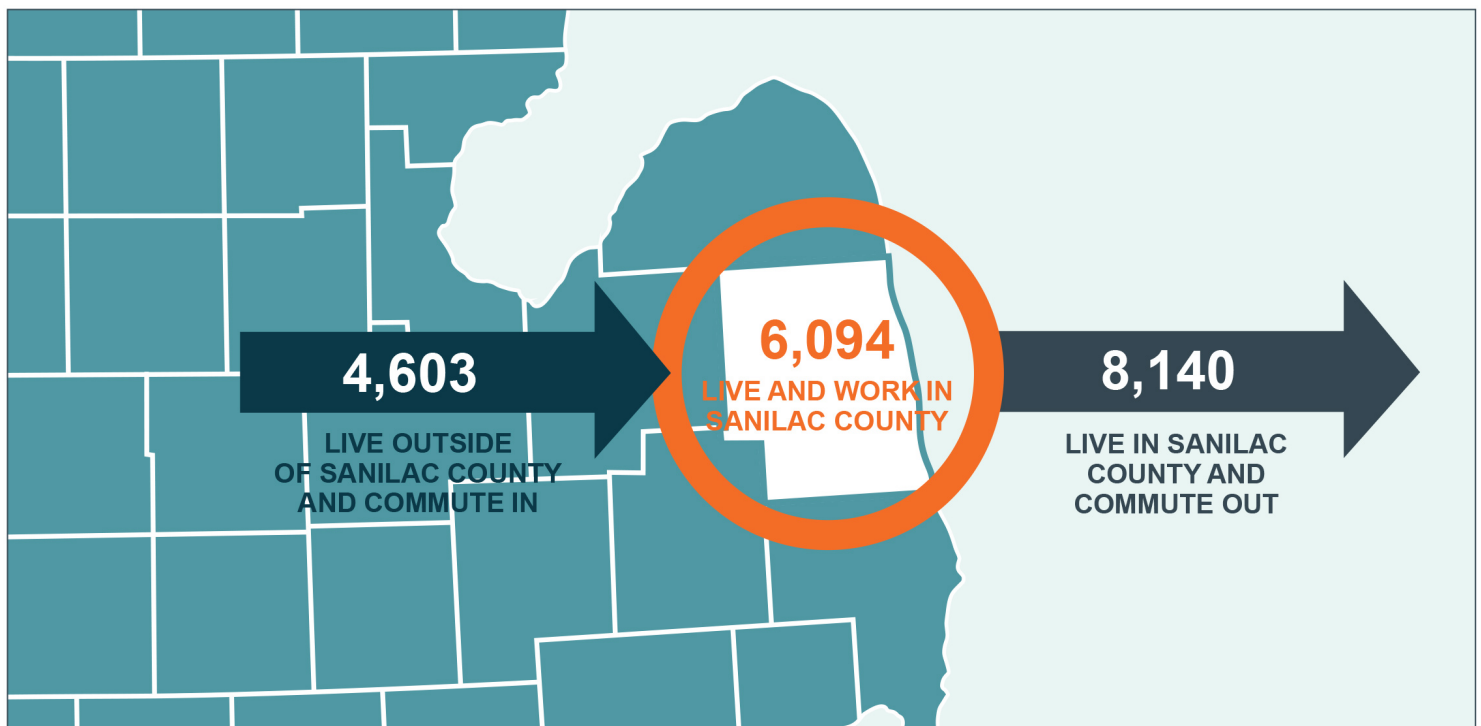 4,603
LIVE OUTSIDE
OF SANILAC COUNTY
AND COMMUTE IN
6,094
LIVE AND WORK IN
SANILAC COUNTY
8,140
LIVE IN SANILAC
COUNTY AND
COMMUTE OUT